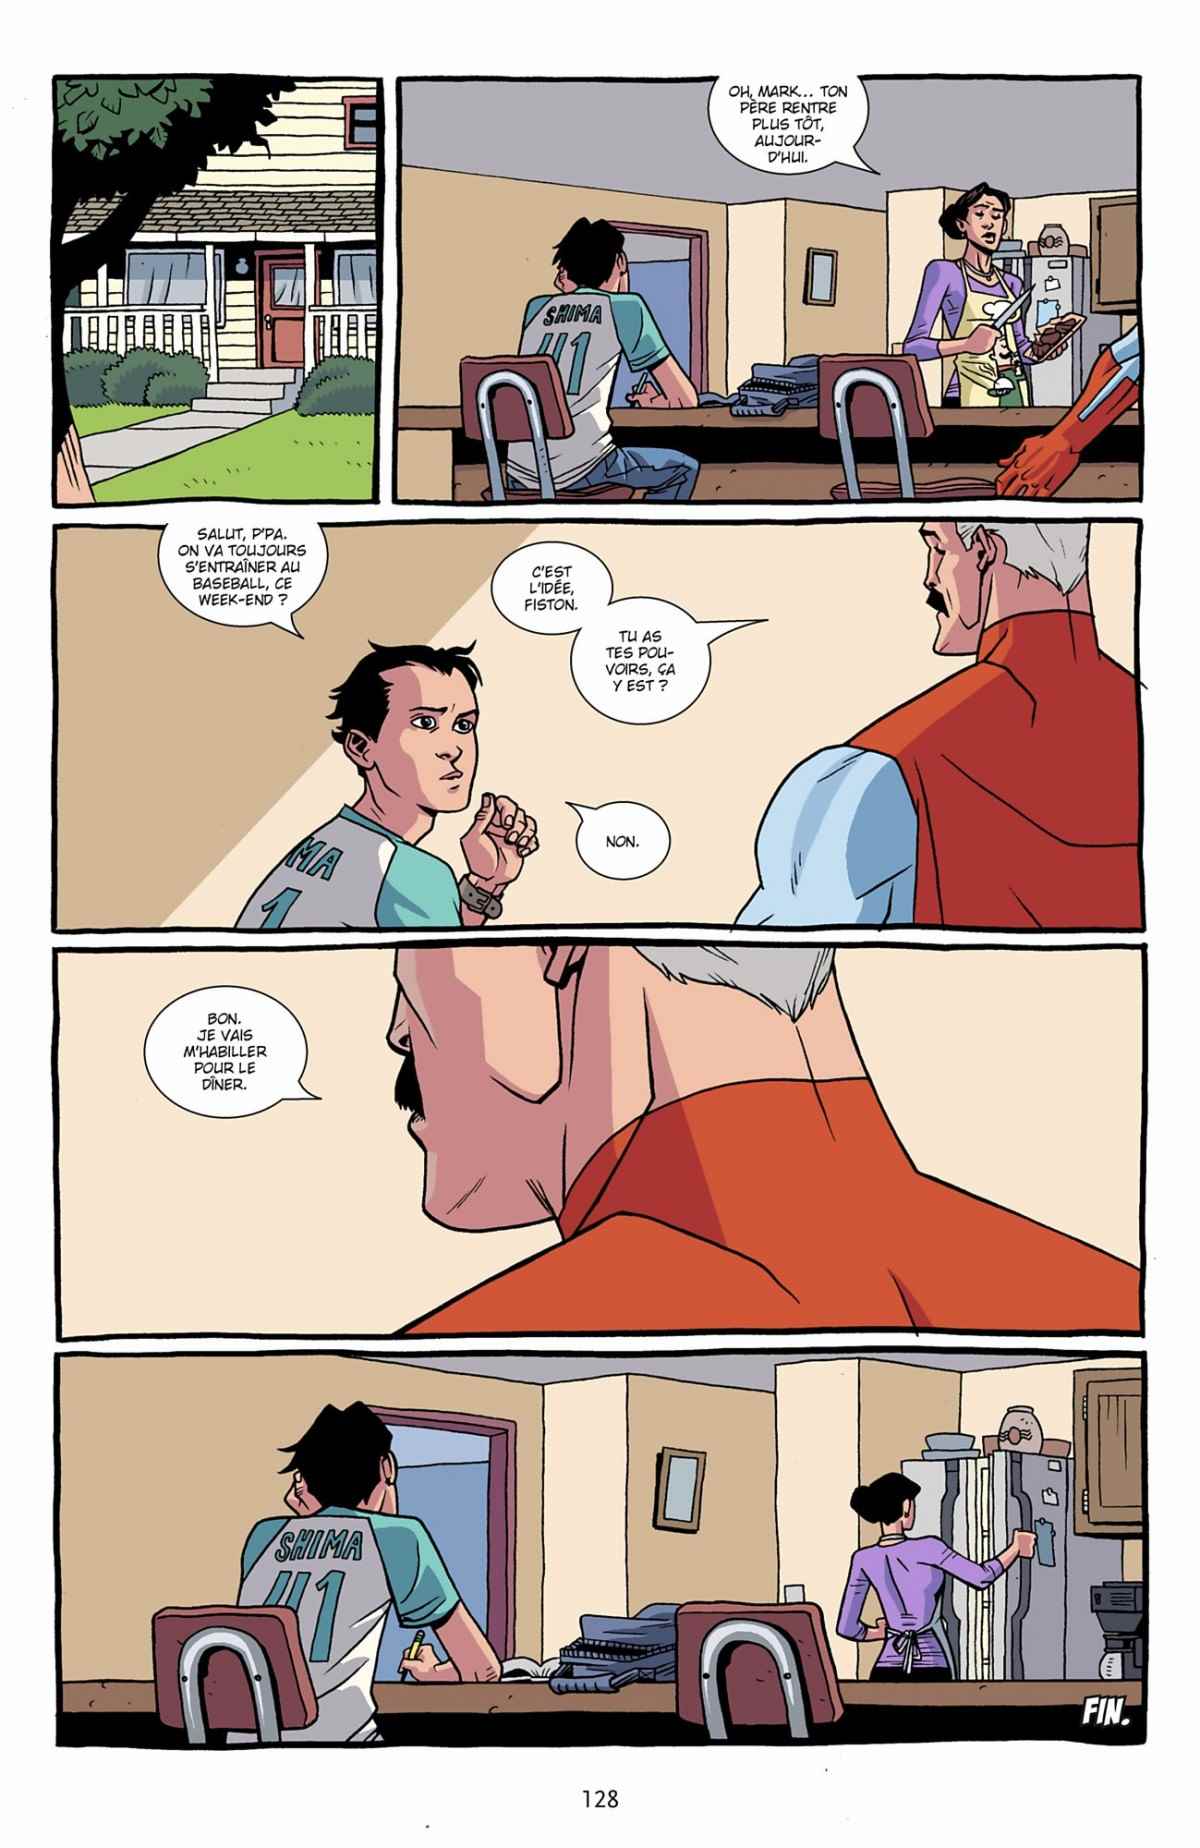 OH, MARK... TON
PÈRE RENTRE
PLUS TÔT,
AUJOUR-
D'HUI.
SHIMA
41
SALUT, P'PA.
ON VA TOUJOURS
S'ENTRAÎNER AU
BASEBALL, CE
WEEK-END ?
C'EST
L'IDÉE,
FISTON.
TU AS
TES POU-
VOIRS, ÇA
Y EST ?
MA
1
NON.
BON.
JE VAIS
M'HABILLER
POUR LE
DÎNER.
SHIMA
41
FIN.
128